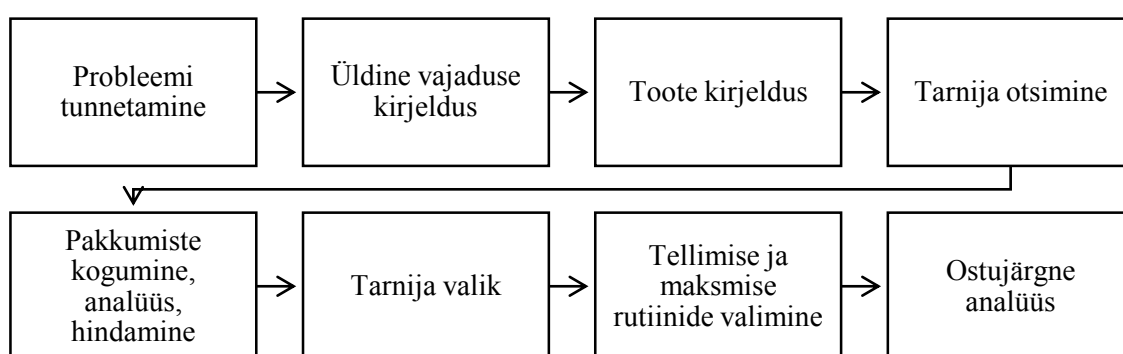 Probleemi
tunnetamine
Üldine vajaduse
kirjeldus
Toote kirjeldus
Tarnija otsimine
Pakkumiste
kogumine,
analüüs,
hindamine
Tarnija valik
Tellimise ja
maksmise
rutiinide valimine
Ostujärgne
analüüs